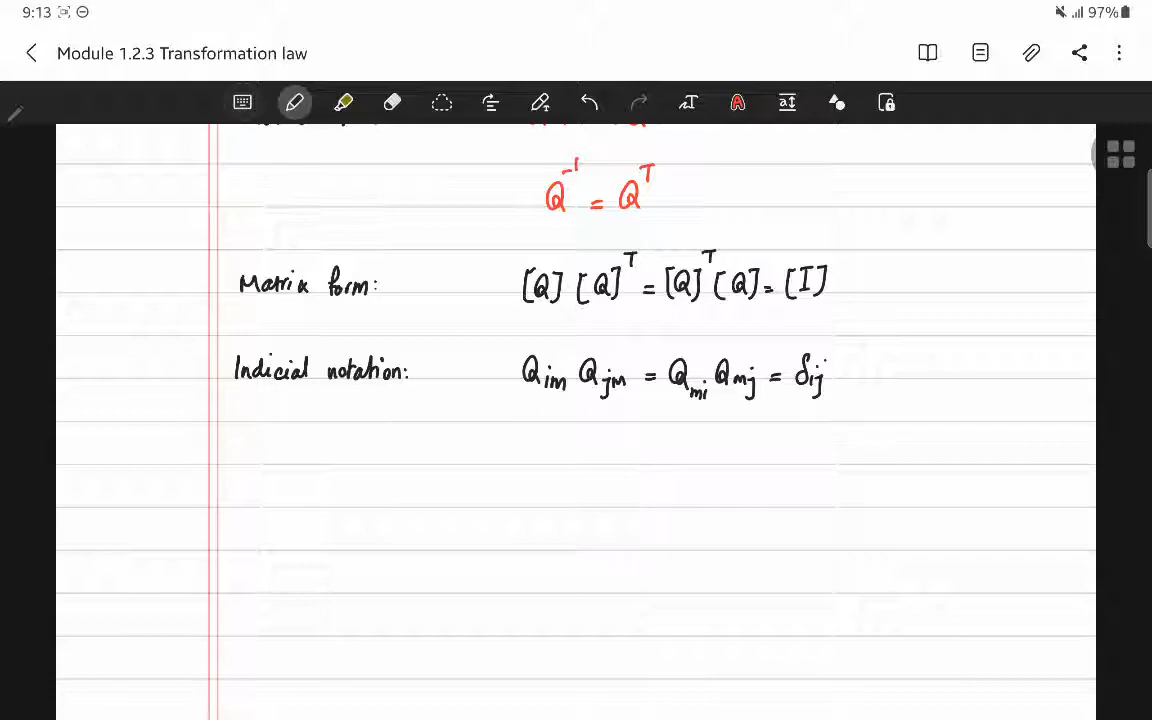 9:13 97%
Module 1.2.3 Transformation law
Q⁻¹ = Qᵀ
Matrix form: [Q] [Q]ᵀ = [Q]ᵀ [Q] = [I]
Indicial notation: Q_im Q_jm = Q_mi Q_mj = δ_ij